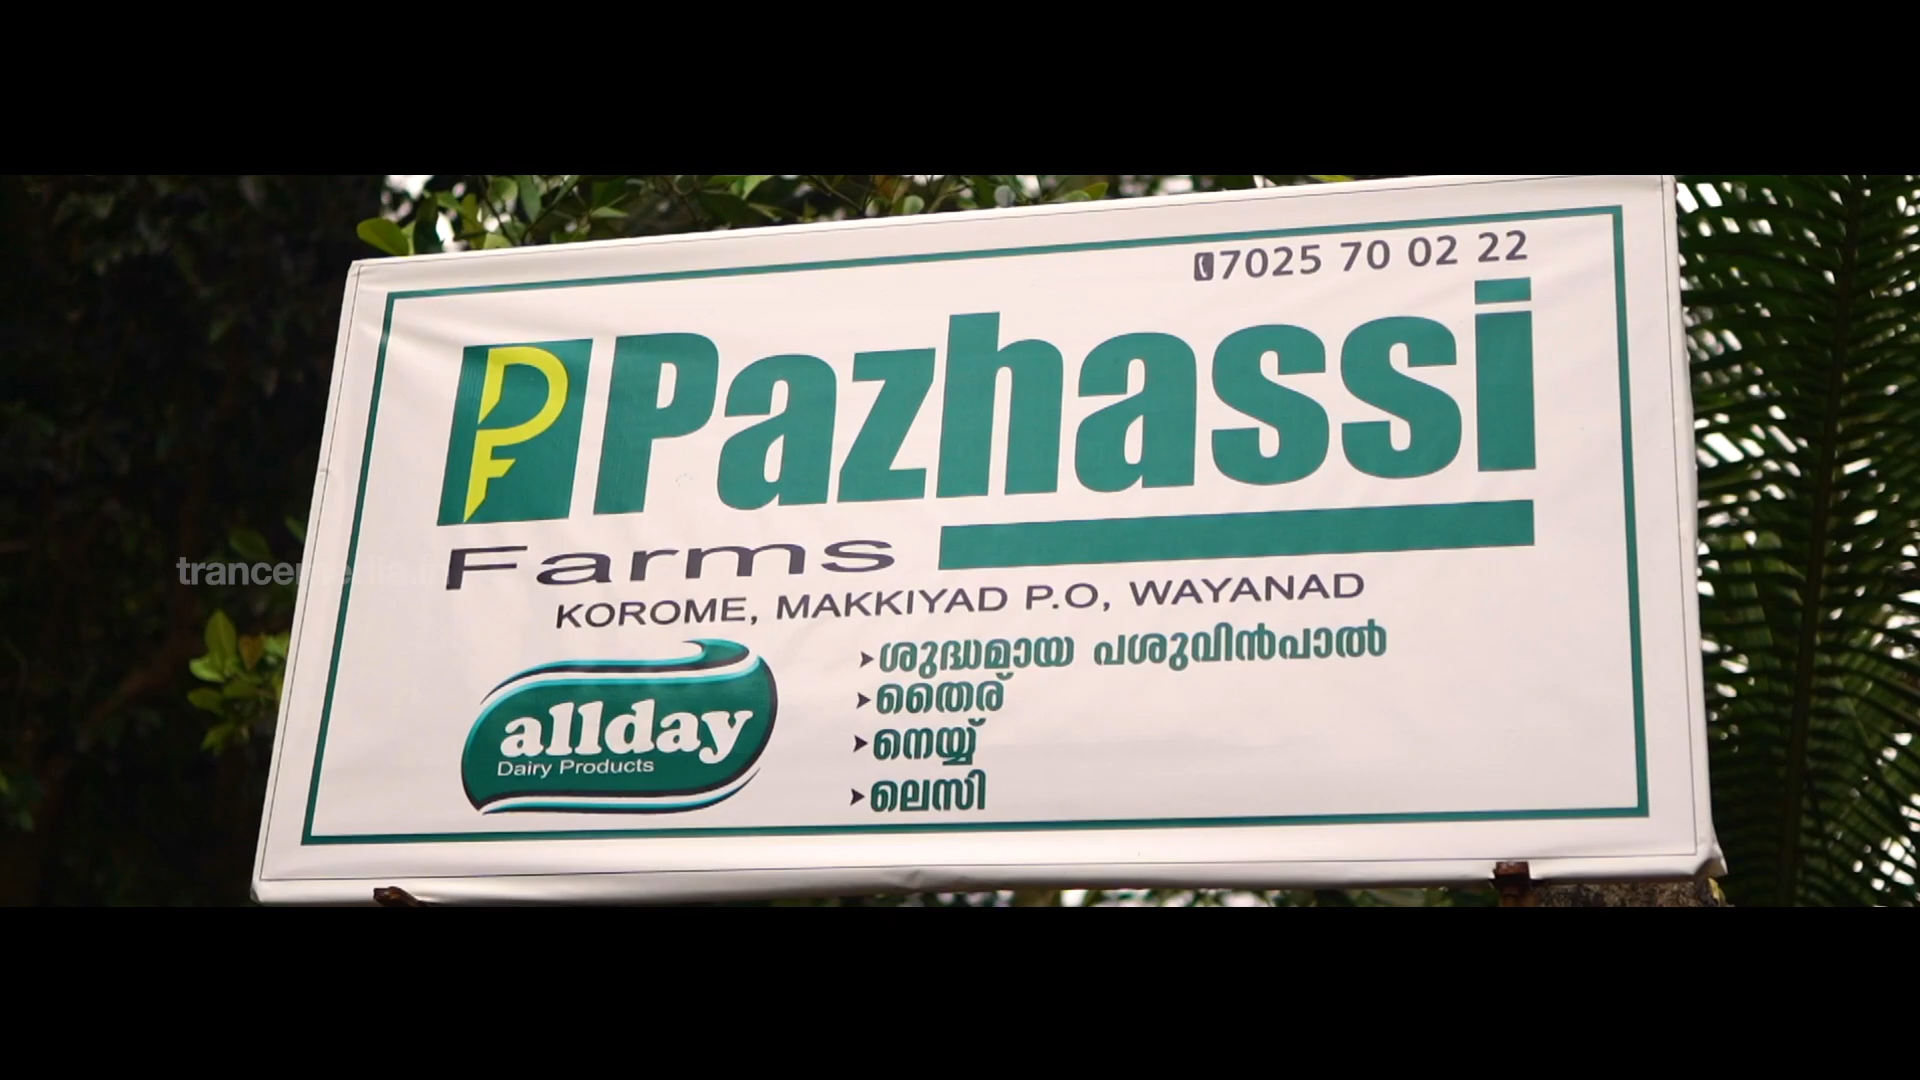 7025 70 02 22
PF Pazhassi
Farms
KOROME, MAKKIYAD P.O, WAYANAD
allday
Dairy Products
ശുദ്ധമായ പശുവിൻപാൽ
തൈര്
നെയ്യ്
ലെസി